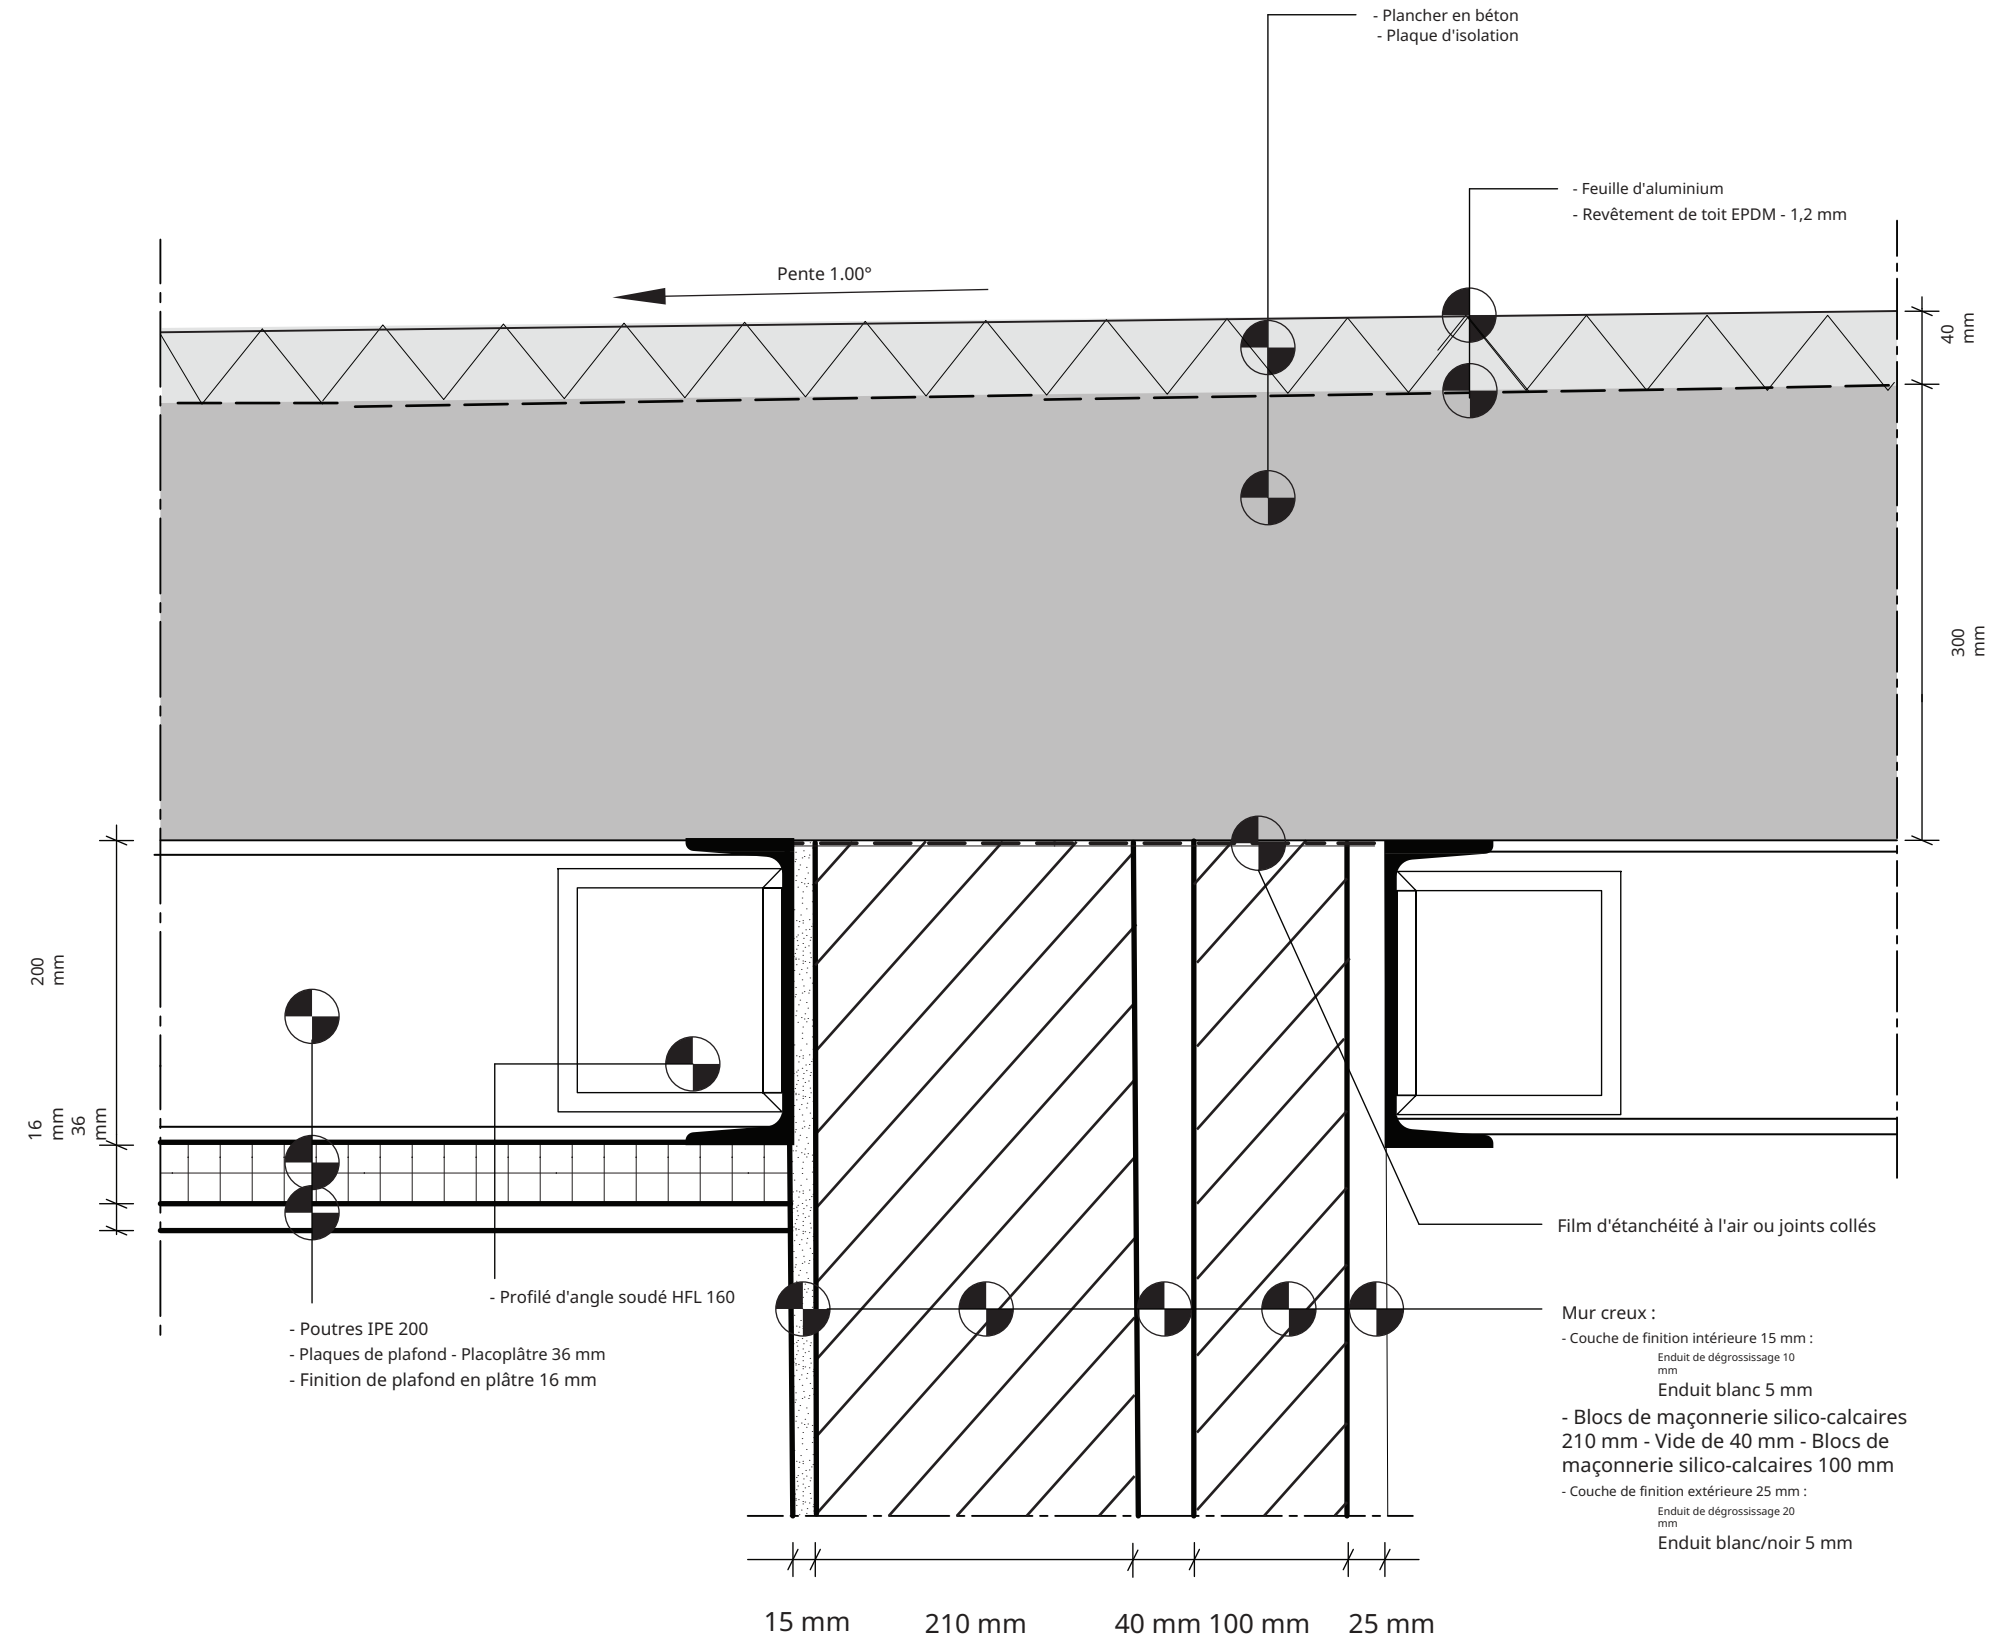 - Plancher en béton
- Plaque d'isolation
- Feuille d'aluminium
- Revêtement de toit EPDM - 1,2 mm
Pente 1.00°
40
mm
300
mm
200
mm
16
mm
36
mm
- Profilé d'angle soudé HFL 160
- Poutres IPE 200
- Plaques de plafond - Placoplâtre 36 mm
- Finition de plafond en plâtre 16 mm
Film d'étanchéité à l'air ou joints collés
Mur creux :
- Couche de finition intérieure 15 mm :
Enduit de dégrossissage 10
mm
Enduit blanc 5 mm
- Blocs de maçonnerie silico-calcaires
210 mm - Vide de 40 mm - Blocs de
maçonnerie silico-calcaires 100 mm
- Couche de finition extérieure 25 mm :
Enduit de dégrossissage 20
mm
Enduit blanc/noir 5 mm
15 mm 210 mm 40 mm 100 mm 25 mm